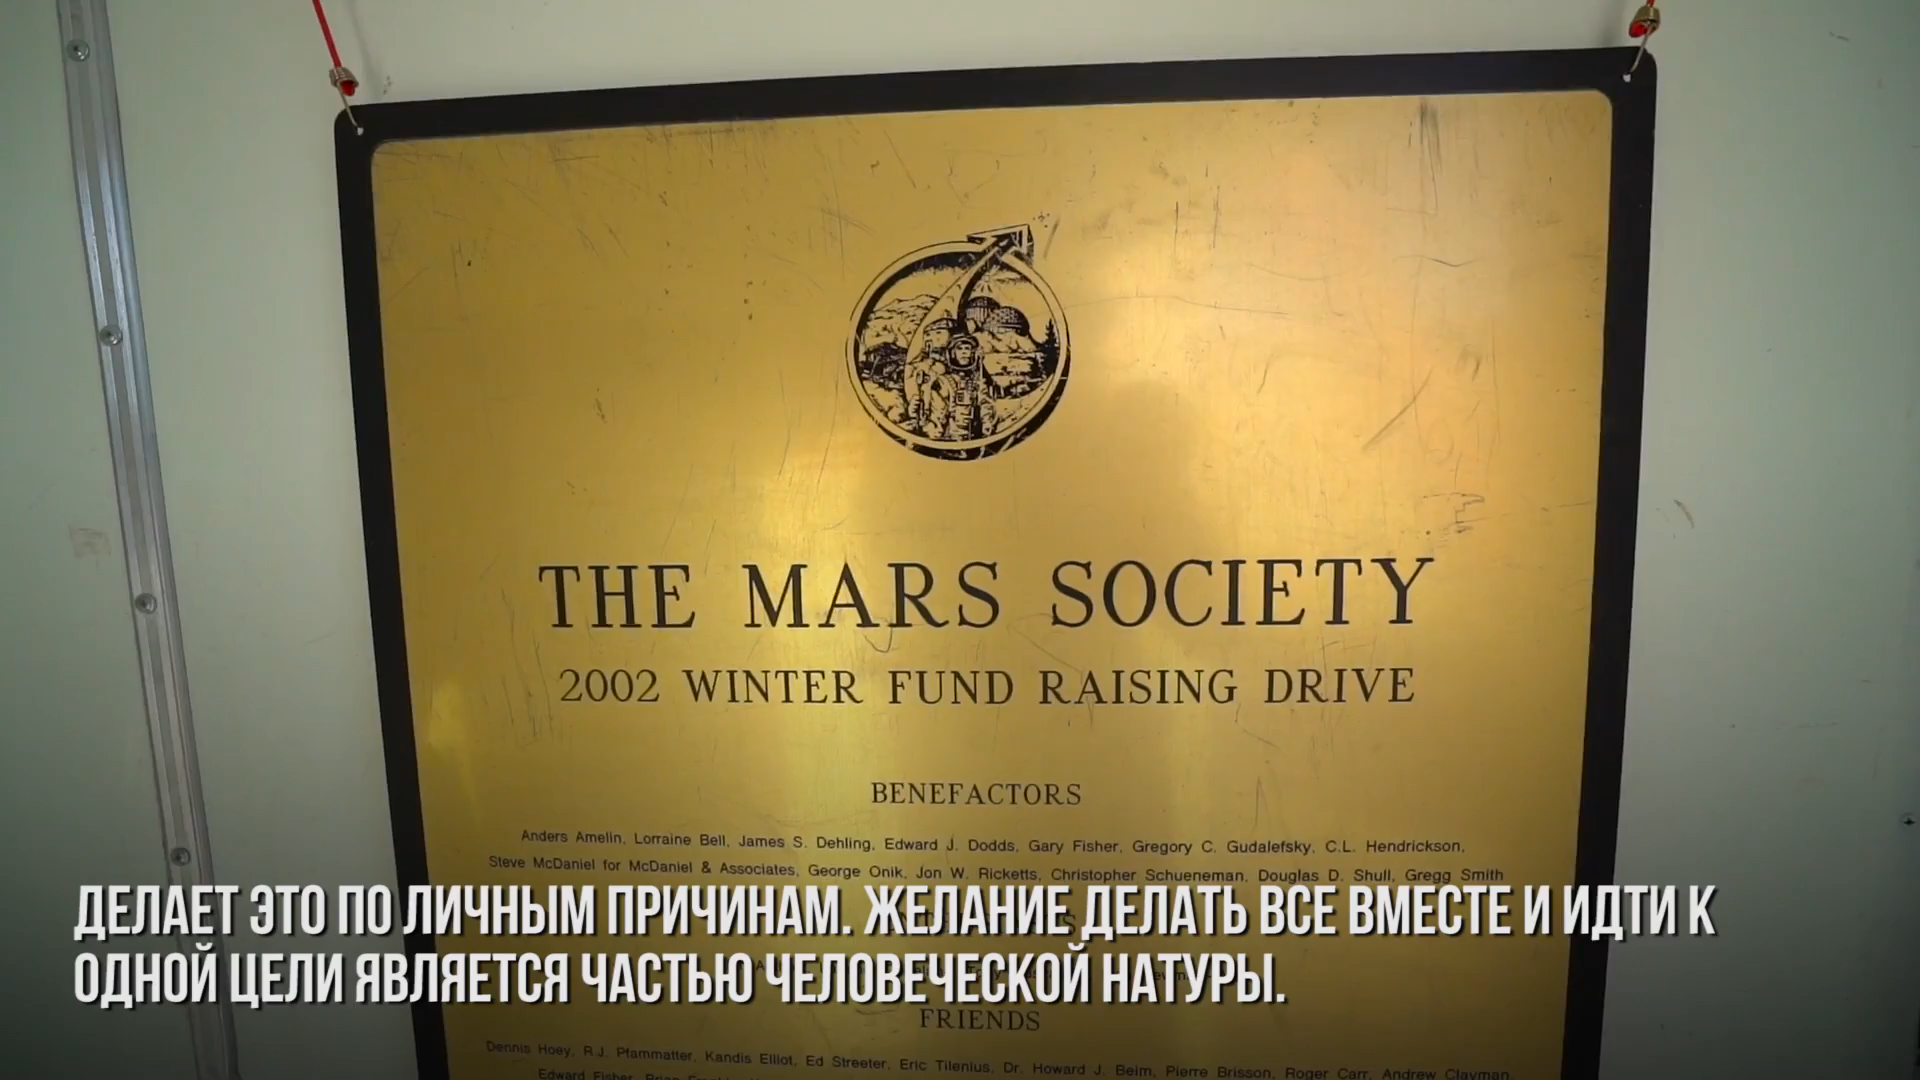 THE MARS SOCIETY
2002 WINTER FUND RAISING DRIVE
BENEFACTORS
Anders Amelin, Lorraine Bell, James S. Dehling, Edward J. Dodds, Gary Fisher, Gregory C. Gudalefsky, C.L. Hendrickson,
Steve McDaniel for McDaniel & Associates, George Onik, Jon W. Ricketts, Christopher Schueneman, Douglas D. Shull, Gregg Smith
ДЕЛАЕТ ЭТО ПО ЛИЧНЫМ ПРИЧИНАМ. ЖЕЛАНИЕ ДЕЛАТЬ ВСЕ ВМЕСТЕ И ИДТИ К
ОДНОЙ ЦЕЛИ ЯВЛЯЕТСЯ ЧАСТЬЮ ЧЕЛОВЕЧЕСКОЙ НАТУРЫ.
FRIENDS
Dennis Hoey, R.J. Pfammatter, Kandis Elliot, Ed Streeter, Eric Tilenius, Dr. Howard J. Beim, Pierre Brisson, Roger Carr, Andrew Clayman,
Edward Fisher,